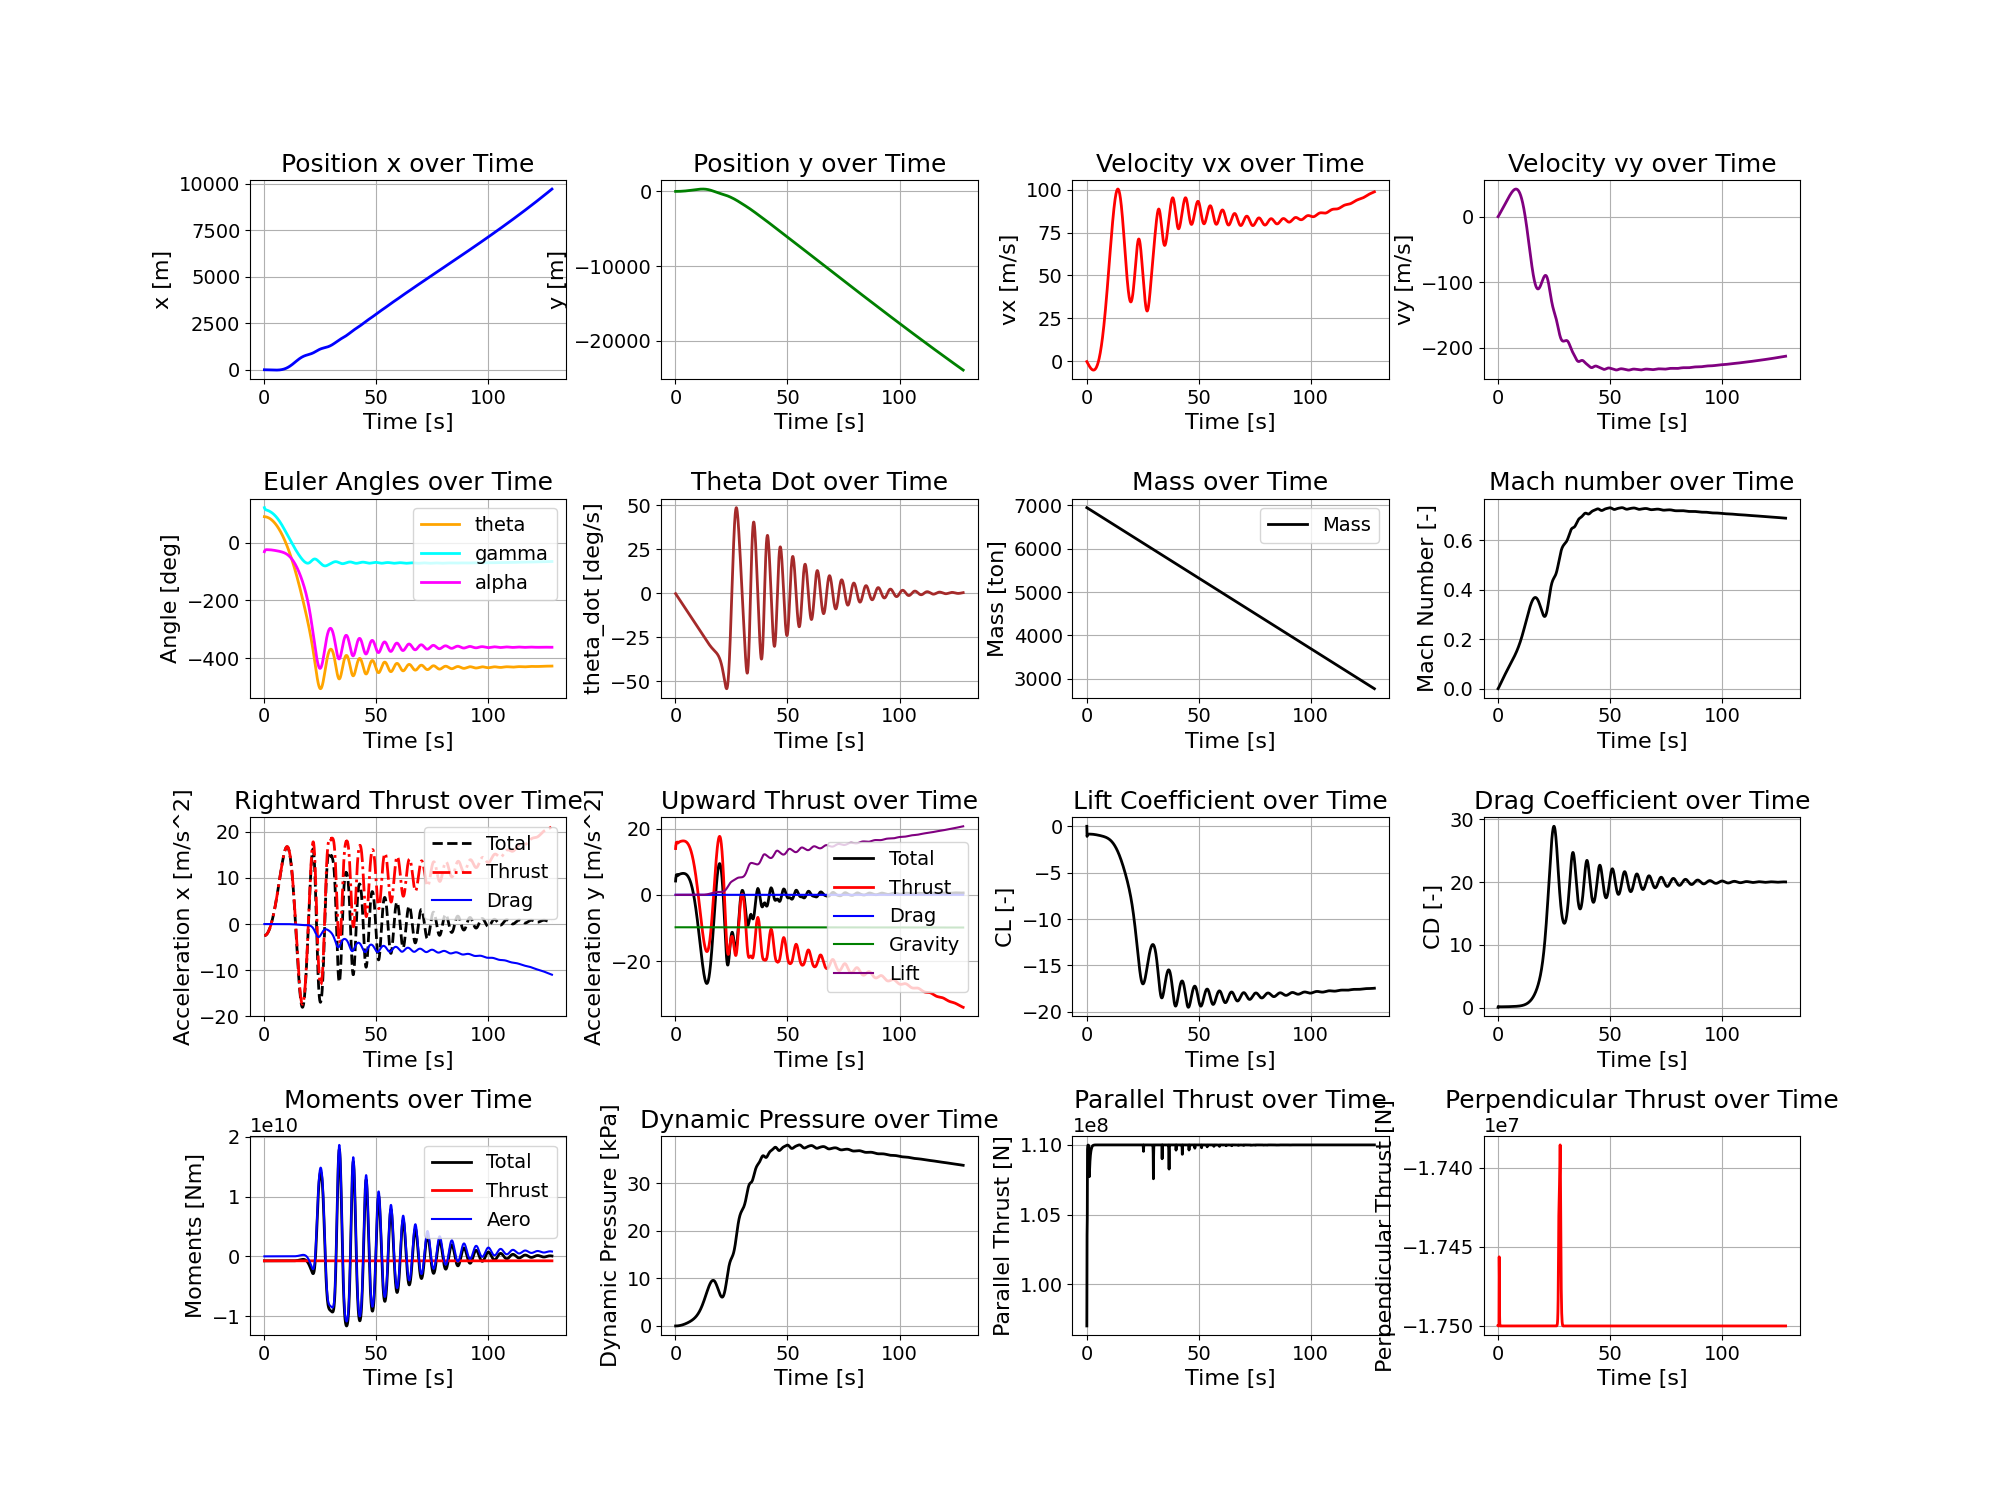 Position x over Time
x [m]
10000
7500
5000
2500
0
0 50 100
Time [s]
Position y over Time
y [m]
0
−10000
−20000
0 50 100
Time [s]
Velocity vx over Time
vx [m/s]
100
75
50
25
0
0 50 100
Time [s]
Velocity vy over Time
vy [m/s]
0
−100
−200
0 50 100
Time [s]
Euler Angles over Time
Angle [deg]
0
−200
−400
theta
gamma
alpha
0 50 100
Time [s]
Theta Dot over Time
theta_dot [deg/s]
50
25
0
−25
−50
0 50 100
Time [s]
Mass over Time
Mass [ton]
7000
6000
5000
4000
3000
Mass
0 50 100
Time [s]
Mach number over Time
Mach Number [-]
0.6
0.4
0.2
0.0
0 50 100
Time [s]
Rightward Thrust over Time
Acceleration x [m/s^2]
20
10
0
−10
−20
Total
Thrust
Drag
0 50 100
Time [s]
Upward Thrust over Time
Acceleration y [m/s^2]
20
0
−20
Total
Thrust
Drag
Gravity
Lift
0 50 100
Time [s]
Lift Coefficient over Time
CL [-]
0
−5
−10
−15
−20
0 50 100
Time [s]
Drag Coefficient over Time
CD [-]
30
20
10
0
0 50 100
Time [s]
Moments over Time
1e10
Moments [Nm]
2
1
0
−1
Total
Thrust
Aero
0 50 100
Time [s]
Dynamic Pressure over Time
Dynamic Pressure [kPa]
30
20
10
0
0 50 100
Time [s]
Parallel Thrust over Time
1e8
Parallel Thrust [N]
1.10
1.05
1.00
0 50 100
Time [s]
Perpendicular Thrust over Time
1e7
Perpendicular Thrust [N]
−1.740
−1.745
−1.750
0 50 100
Time [s]